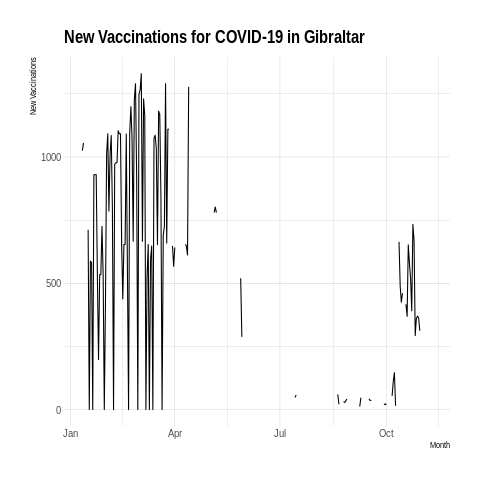 New Vaccinations for COVID-19 in Gibraltar
New Vaccinations
1000
500
0
Jan Apr Jul Oct
Month